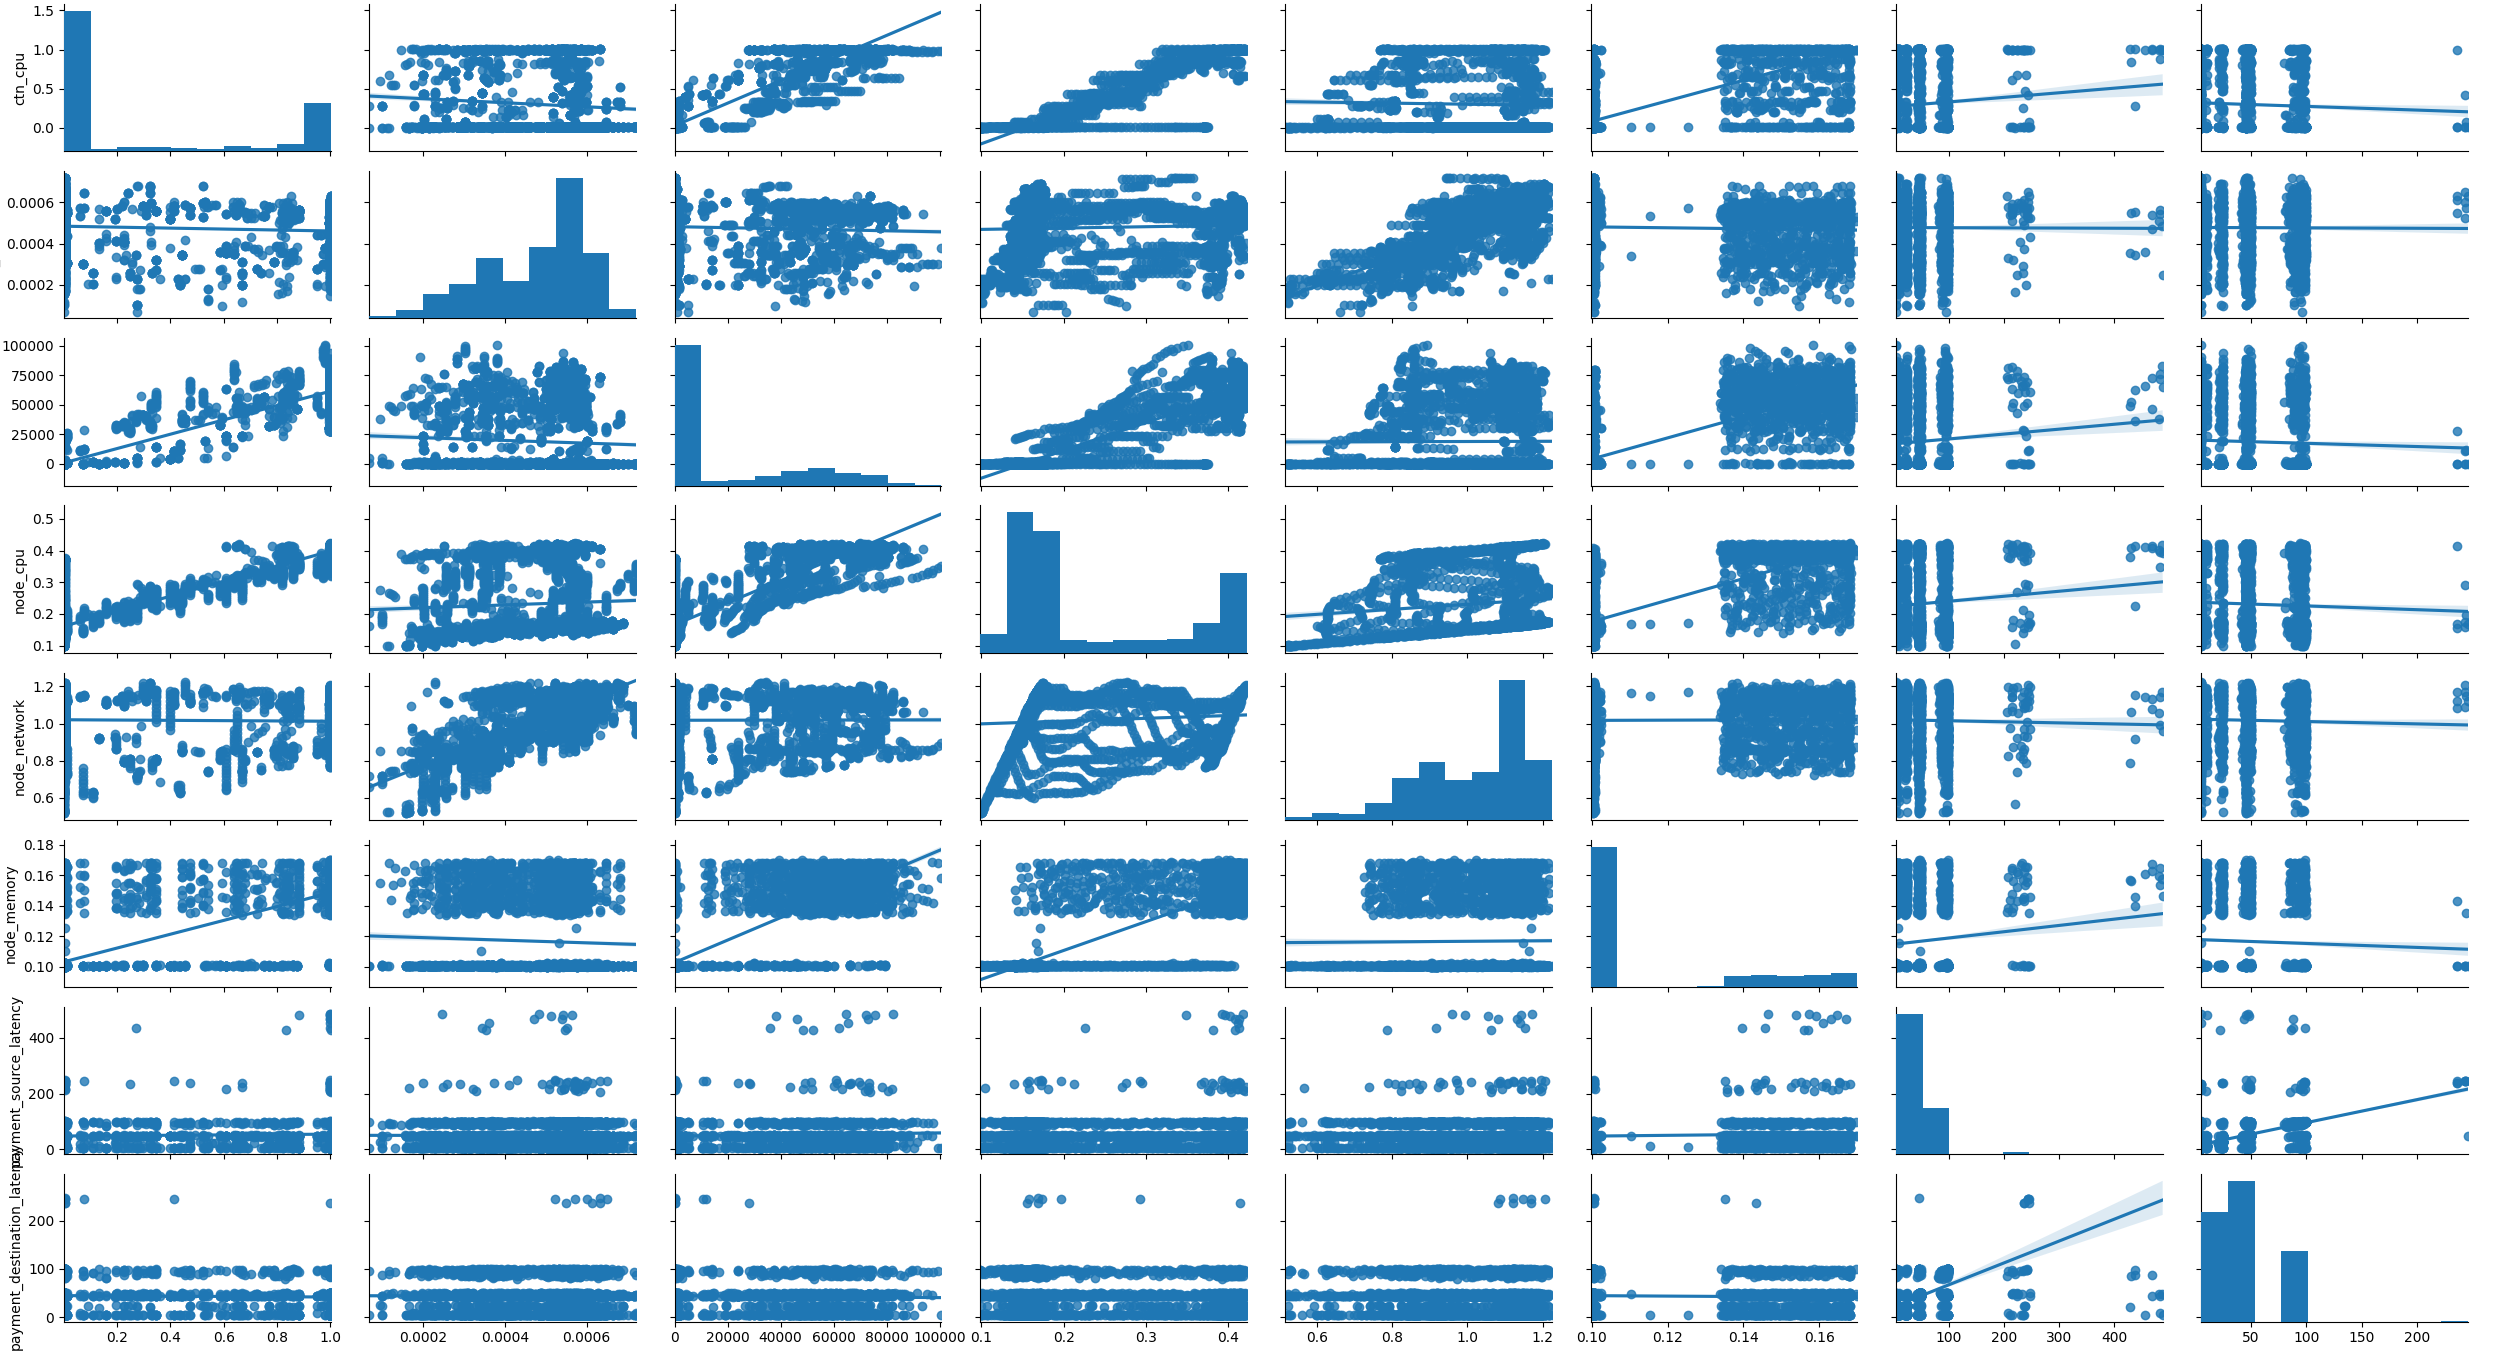 1.5
1.0
0.5
0.0
ctn_cpu
0.0006
0.0004
0.0002
100000
75000
50000
25000
0
0.5
0.4
0.3
0.2
0.1
node_cpu
1.2
1.0
0.8
0.6
node_network
0.18
0.16
0.14
0.12
0.10
node_memory
400
200
0
payment_source_latency
200
100
0
payment_destination_latency
0.2 0.4 0.6 0.8 1.0
0.0002 0.0004 0.0006
0 20000 40000 60000 80000 100000
0.1 0.2 0.3 0.4
0.6 0.8 1.0 1.2
0.10 0.12 0.14 0.16
100 200 300 400
50 100 150 200